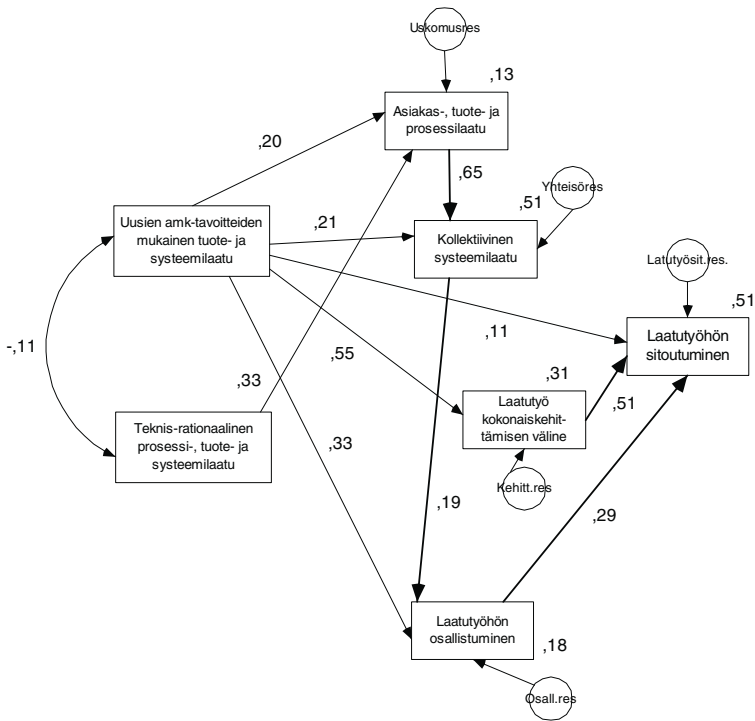 Uskomusres
,13
Asiakas-, tuote- ja
prosessilaatu
,20
,65
Yhteisöres
,51
Uusien amk-tavoitteiden
mukainen tuote- ja
systeemilaatu
,21
Kollektiivinen
systeemilaatu
Latutyösit.res.
,51
Laatutyöhön
sitoutuminen
,11
-,11
,55
,33
,31
Laatutyö
kokonaiskehit-
tämisen väline
,51
Teknis-rationaalinen
prosessi-, tuote- ja
systeemilaatu
,33
Kehitt.res
,19
,29
Laatutyöhön
osallistuminen
,18
Osall.res